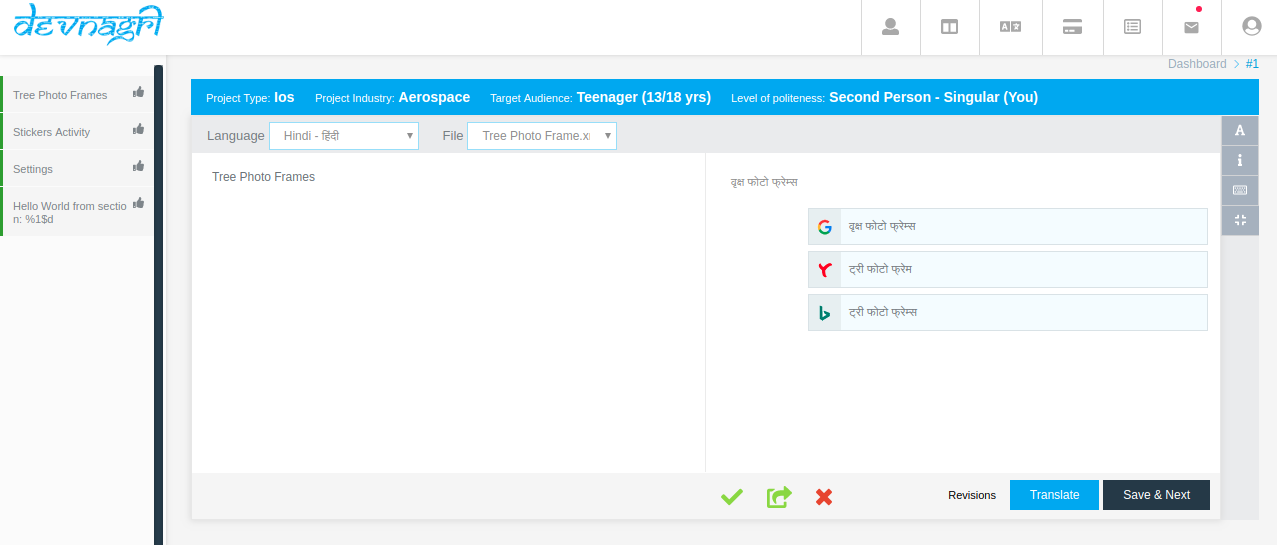 devnagri
Dashboard > #1
Tree Photo Frames
Stickers Activity
Settings
Hello World from sectio
n: %1$d
Project Type: Ios Project Industry: Aerospace Target Audience: Teenager (13/18 yrs) Level of politeness: Second Person - Singular (You)
Language Hindi - हिंदी File Tree Photo Frame.x
Tree Photo Frames
वृक्ष फोटो फ्रेम्स
वृक्ष फोटो फ्रेम्स
ट्री फोटो फ्रेम
ट्री फोटो फ्रेम्स
Revisions Translate Save & Next